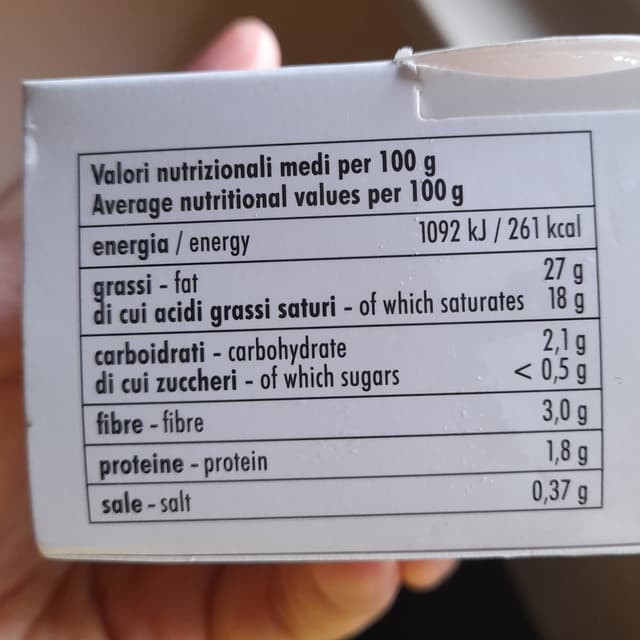 Valori nutrizionali medi per 100 g
Average nutritional values per 100 g
energia / energy 1092 kJ / 261 kcal
grassi - fat 27 g
di cui acidi grassi saturi - of which saturates 18 g
carboidrati - carbohydrate 2,1 g
di cui zuccheri - of which sugars < 0,5 g
fibre - fibre 3,0 g
proteine - protein 1,8 g
sale - salt 0,37 g